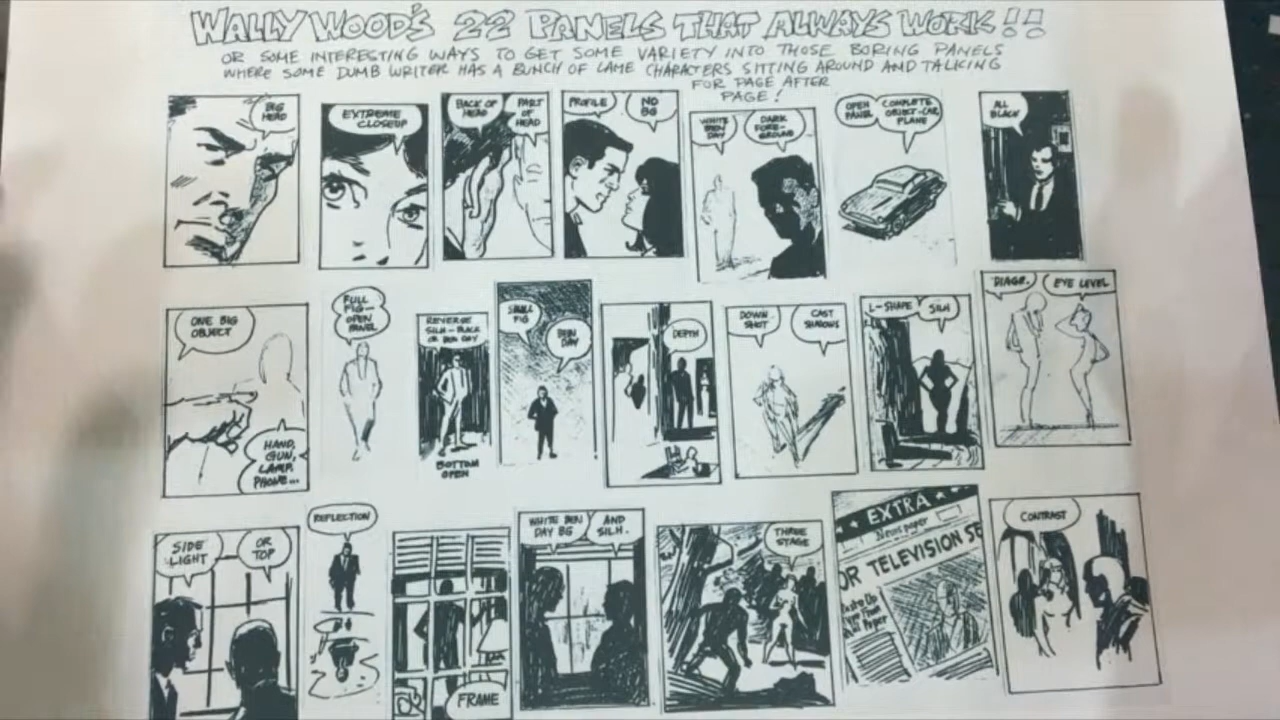 WALLY WOOD'S 22 PANELS THAT ALWAYS WORK!!
OR SOME INTERESTING WAYS TO GET SOME VARIETY INTO THOSE BORING PANELS
WHERE SOME DUMB WRITER HAS A BUNCH OF LAME CHARACTERS SITTING AROUND AND TALKING
FOR PAGE AFTER
PAGE!
BIG
HEAD
EXTREME
CLOSEUP
BACK OF
HEAD
PART
OF
HEAD
PROFILE
NO
BG
WHITE
BEN
DAY
DARK
FORE-
GROUND
OPEN
PANEL
COMPLETE
OBJECT-CAR,
PLANE
ALL
BLACK
ONE BIG
OBJECT
HAND,
GUN,
LAMP,
PHONE...
FULL
FIG-
OPEN
PANEL
REVERSE
SILH-BLACK
OR BEN DAY
BOTTOM
OPEN
SMALL
FIG
BEN
DAY
DEPTH
DOWN
SHOT
CAST
SHADOWS
L-SHAPE
SILH
DIAGR.
EYE LEVEL
SIDE
LIGHT
OR
TOP
REFLECTION
FRAME
WHITE BEN
DAY BG
AND
SILH.
THREE
STAGE
EXTRA
Newspaper
OR TELEVISION SE
CONTRAST